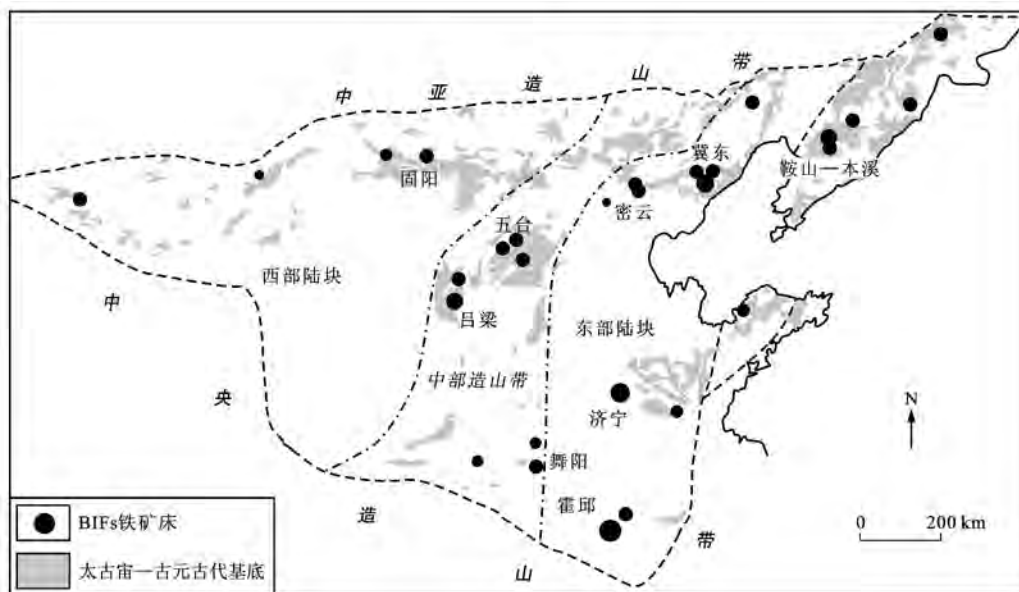 中 亚 造 山 带
固阳
冀东
鞍山—本溪
密云
五台
西部陆块
吕梁
东部陆块
中部造山带
济宁
舞阳
霍邱
中 央 造 山 带
N
0 200 km
BIFs铁矿床
太古宙—古元古代基底